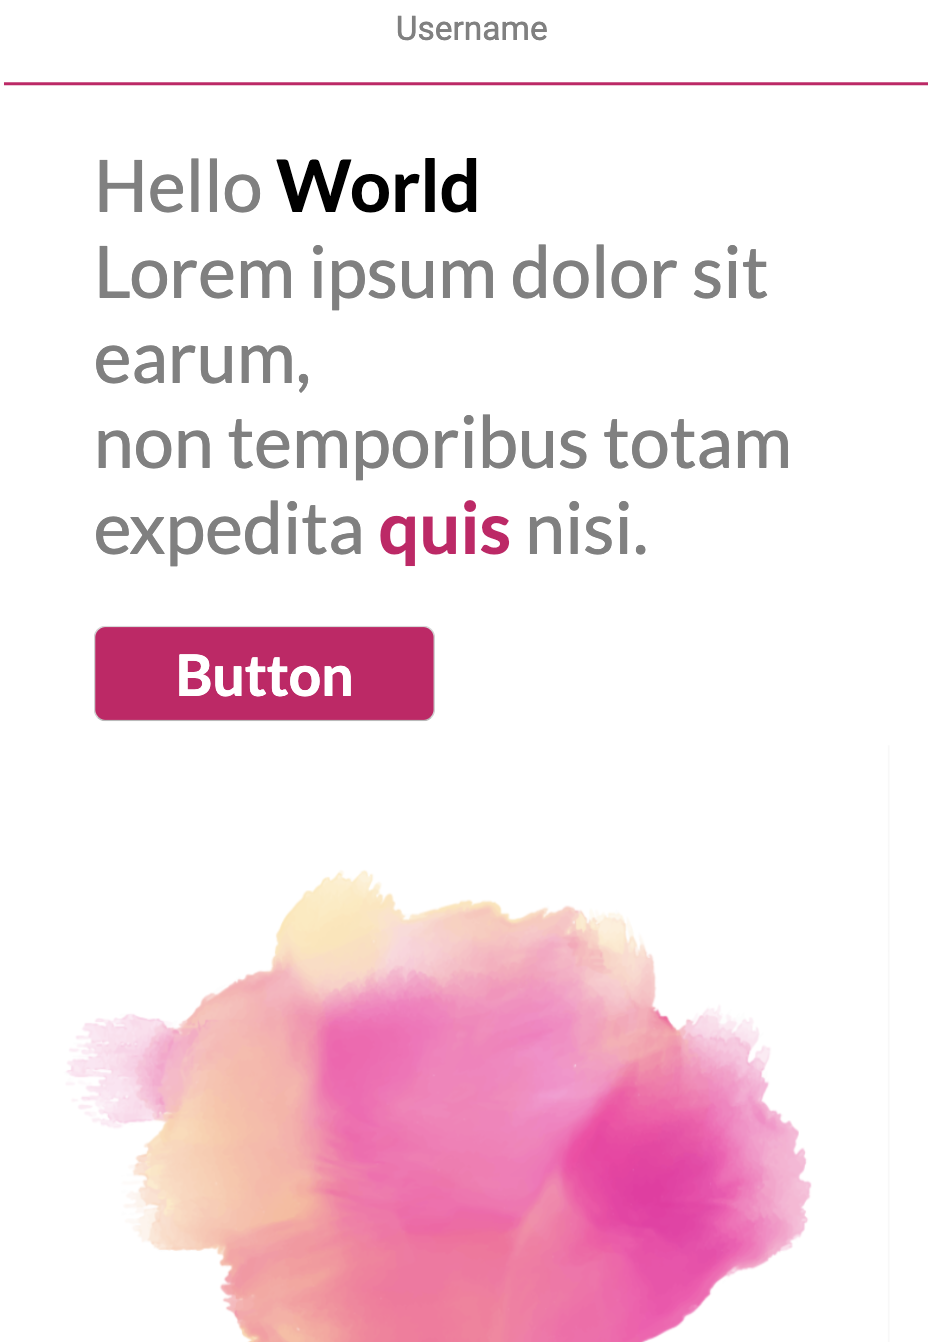 Username
Hello World
Lorem ipsum dolor sit
earum,
non temporibus totam
expedita quis nisi.
Button